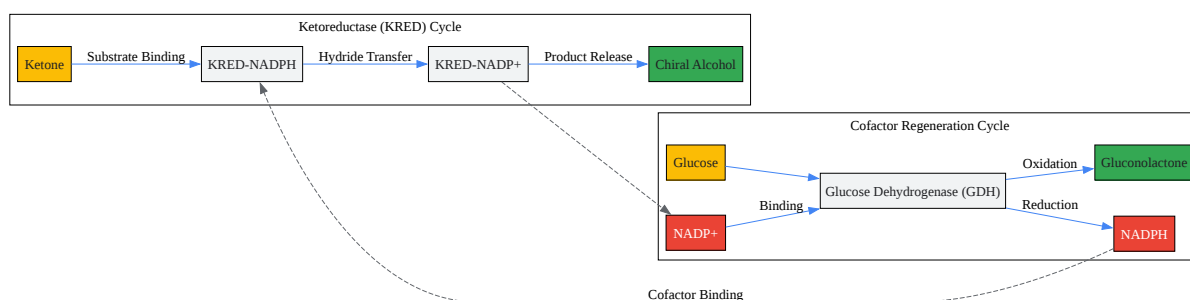 Ketoreductase (KRED) Cycle
Ketone
Substrate Binding
KRED-NADPH
Hydride Transfer
KRED-NADP+
Product Release
Chiral Alcohol
Cofactor Regeneration Cycle
Glucose
Glucose Dehydrogenase (GDH)
Oxidation
Gluconolactone
NADP+
Binding
Reduction
NADPH
Cofactor Binding